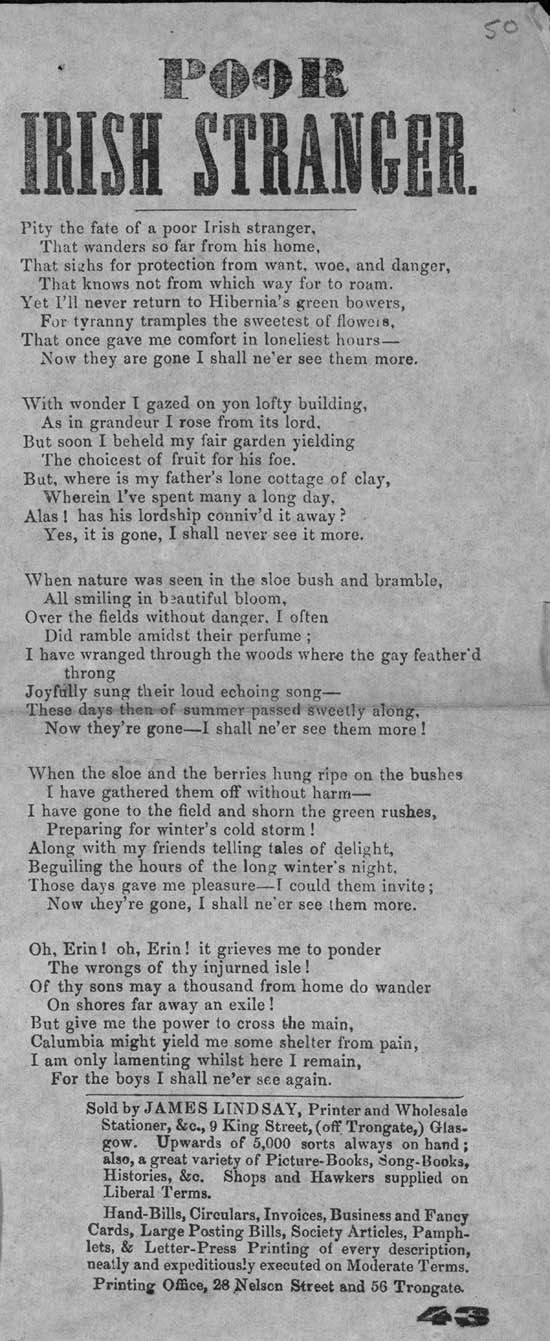 50
POOR
IRISH STRANGER.
Pity the fate of a poor Irish stranger,
That wanders so far from his home,
That sighs for protection from want, woe, and danger,
That knows not from which way for to roam.
Yet I'll never return to Hibernia's green bowers,
For tyranny tramples the sweetest of flowers,
That once gave me comfort in loneliest hours—
Now they are gone I shall ne'er see them more.
With wonder I gazed on yon lofty building,
As in grandeur I rose from its lord,
But soon I beheld my fair garden yielding
The choicest of fruit for his foe.
But, where is my father's lone cottage of clay,
Wherein I've spent many a long day,
Alas! has his lordship conniv'd it away?
Yes, it is gone, I shall never see it more.
When nature was seen in the sloe bush and bramble,
All smiling in beautiful bloom,
Over the fields without danger, I often
Did ramble amidst their perfume;
I have wranged through the woods where the gay feather'd
throng
Joyfully sung their loud echoing song—
These days then of summer passed sweetly along,
Now they're gone—I shall ne'er see them more!
When the sloe and the berries hung ripe on the bushes
I have gathered them off without harm—
I have gone to the field and shorn the green rushes,
Preparing for winter's cold storm!
Along with my friends telling tales of delight,
Beguiling the hours of the long winter's night,
Those days gave me pleasure—I could them invite;
Now they're gone, I shall ne'er see them more.
Oh, Erin! oh, Erin! it grieves me to ponder
The wrongs of thy injurned isle!
Of thy sons may a thousand from home do wander
On shores far away an exile!
But give me the power to cross the main,
Calumbia might yield me some shelter from pain,
I am only lamenting whilst here I remain,
For the boys I shall ne'er see again.
Sold by JAMES LINDSAY, Printer and Wholesale
Stationer, &c., 9 King Street, (off Trongate,) Glas-
gow. Upwards of 5,000 sorts always on hand;
also, a great variety of Picture-Books, Song-Books,
Histories, &c. Shops and Hawkers supplied on
Liberal Terms.
Hand-Bills, Circulars, Invoices, Business and Fancy
Cards, Large Posting Bills, Society Articles, Pamph-
lets, & Letter-Press Printing of every description,
neatly and expeditiously executed on Moderate Terms.
Printing Office, 28 Nelson Street and 56 Trongate.
43